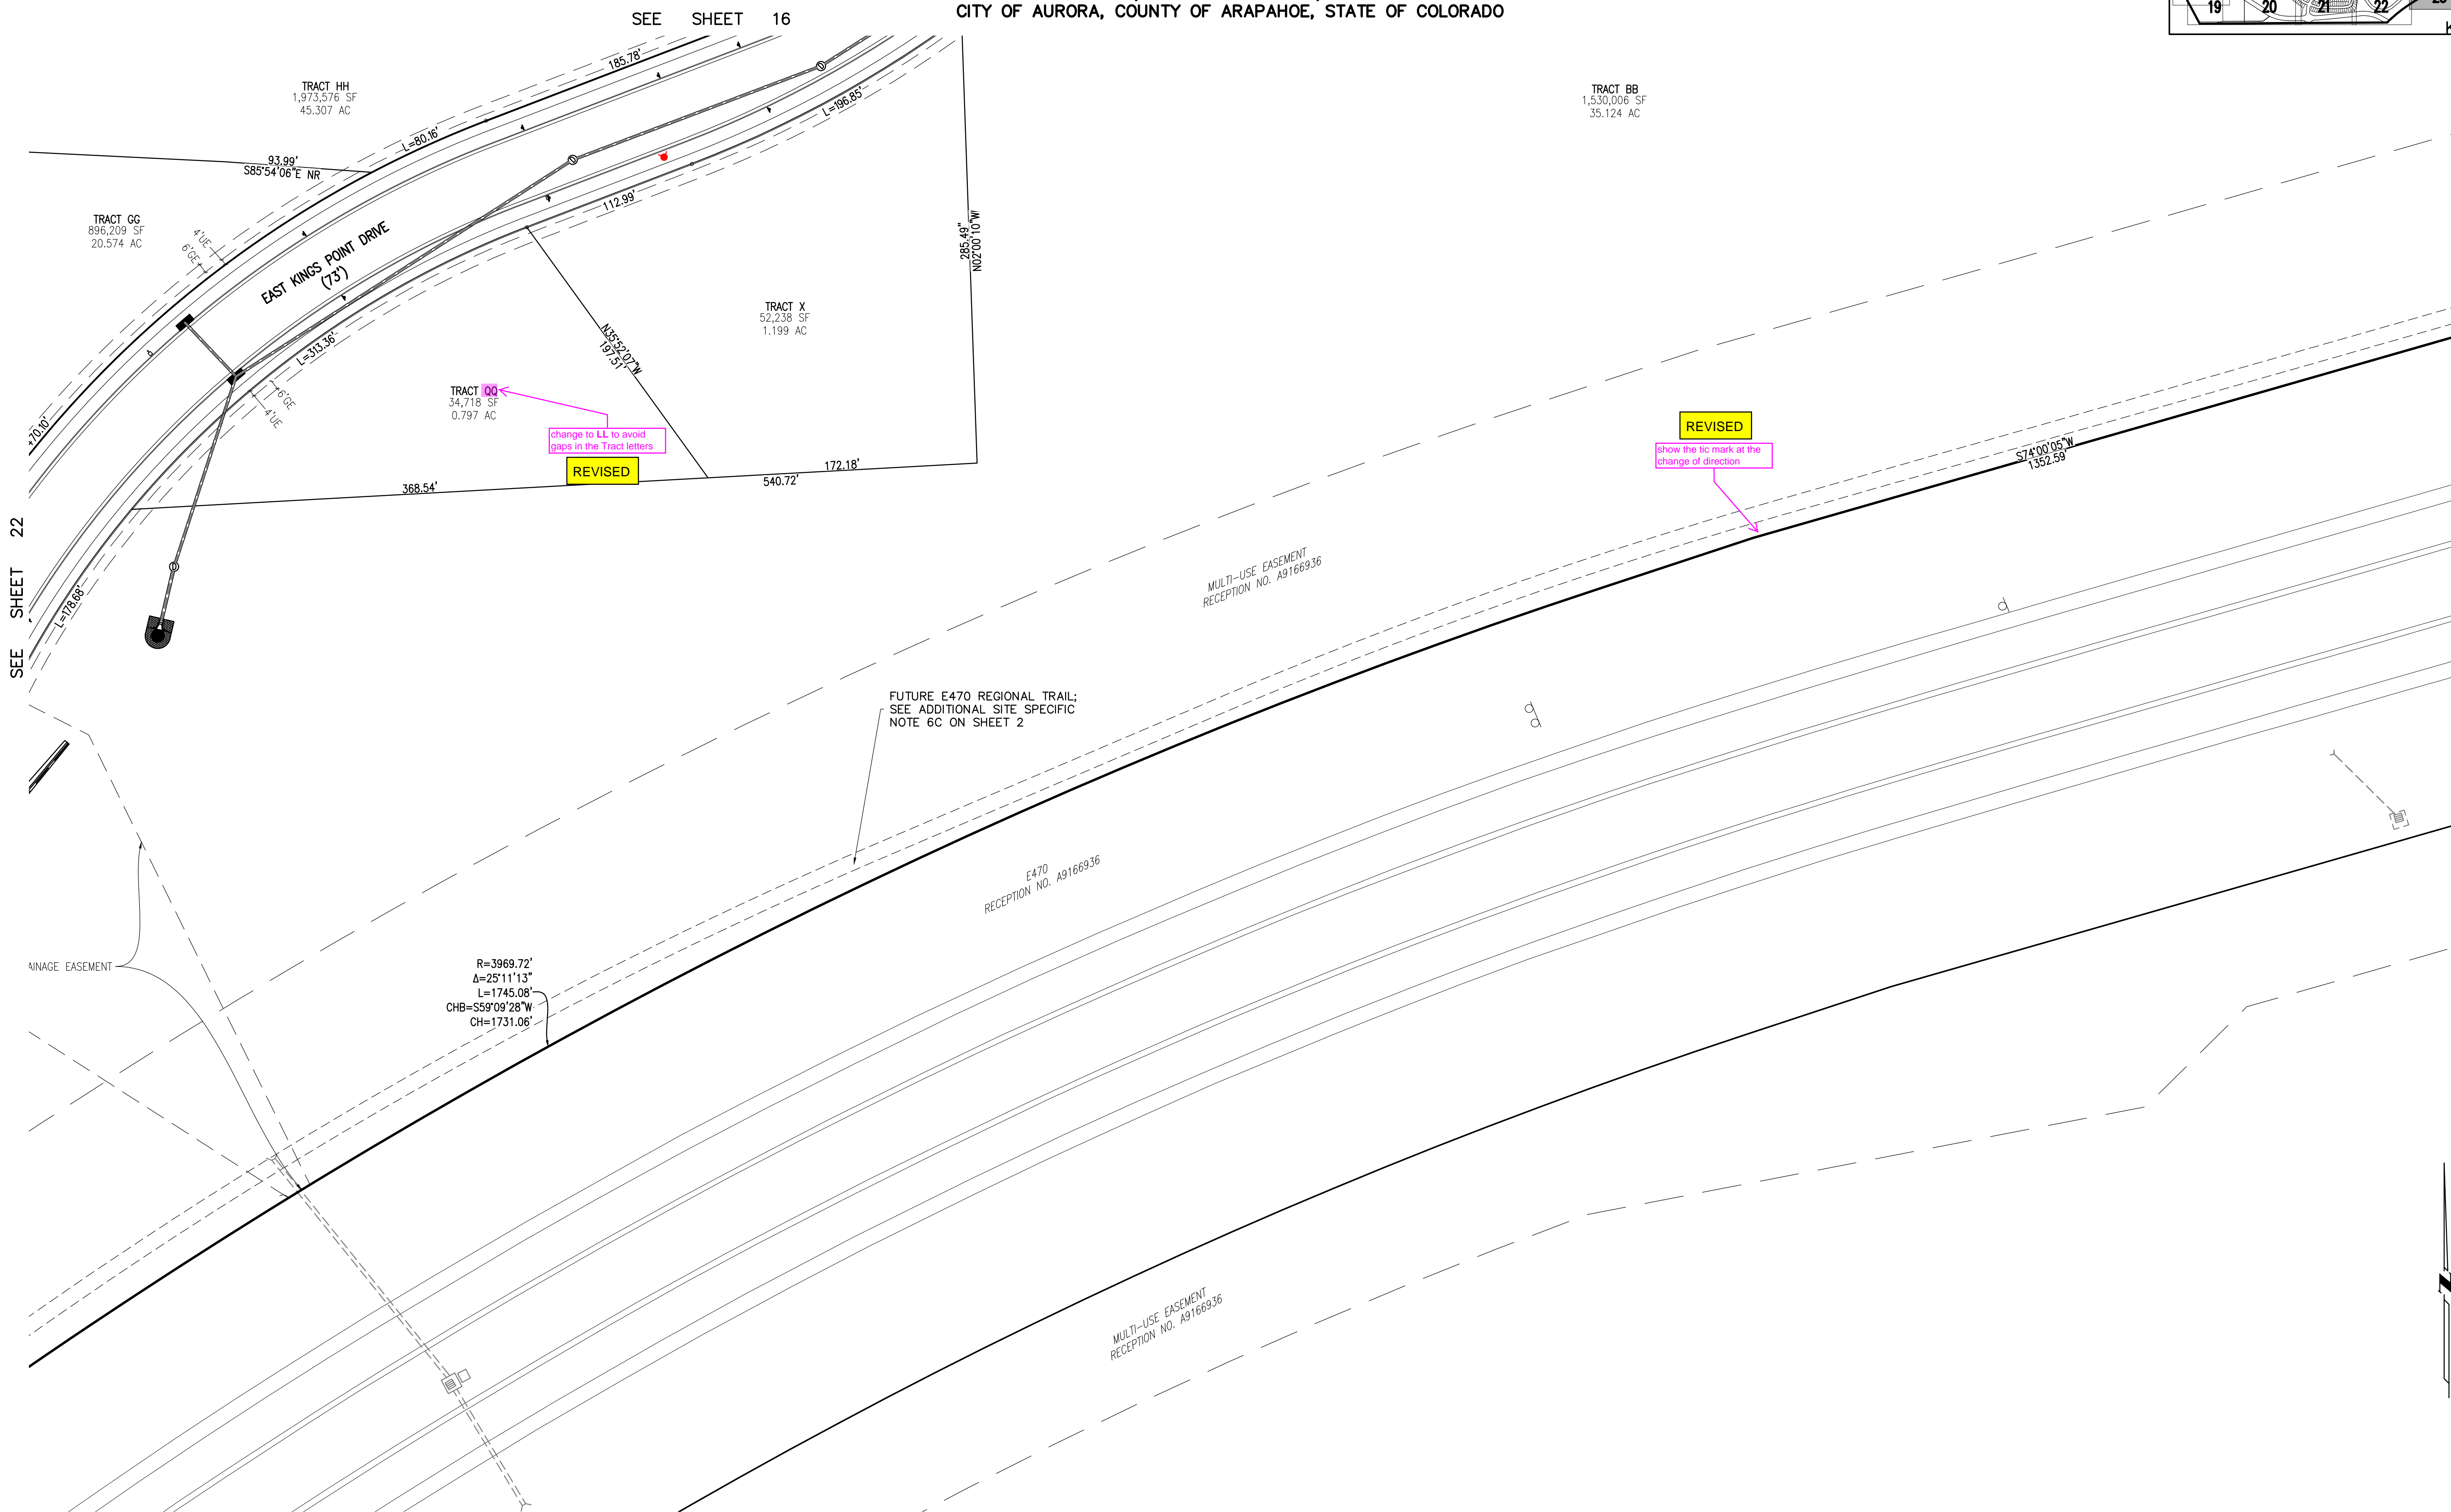 SEE SHEET 16
CITY OF AURORA, COUNTY OF ARAPAHOE, STATE OF COLORADO
19
20
21
22
TRACT HH
1,973,576 SF
45.307 AC
185.78'
L=80.16'
L=196.85'
TRACT BB
1,530,006 SF
35.124 AC
93.99'
S85°54'06"E NR
TRACT GG
896,209 SF
20.574 AC
4'UE
6'GE
EAST KINGS POINT DRIVE
(73')
112.99'
285.49"
N02°00'10"W
TRACT X
52,238 SF
1.199 AC
L=313.36'
N35°52'07"W
197.51'
6'GE
4'UE
TRACT QQ
34,718 SF
0.797 AC
change to LL to avoid
gaps in the Tract letters
REVISED
REVISED
show the tic mark at the
change of direction
S74°00'05"W
1352.59'
172.18'
368.54'
540.72'
SEE SHEET 22
L=178.68'
MULTI-USE EASEMENT
RECEPTION NO. A9166936
FUTURE E470 REGIONAL TRAIL;
SEE ADDITIONAL SITE SPECIFIC
NOTE 6C ON SHEET 2
E470
RECEPTION NO. A9166936
AINAGE EASEMENT
R=3969.72'
Δ=25°11'13"
L=1745.08'
CHB=S59°09'28"W
CH=1731.06'
MULTI-USE EASEMENT
RECEPTION NO. A9166936